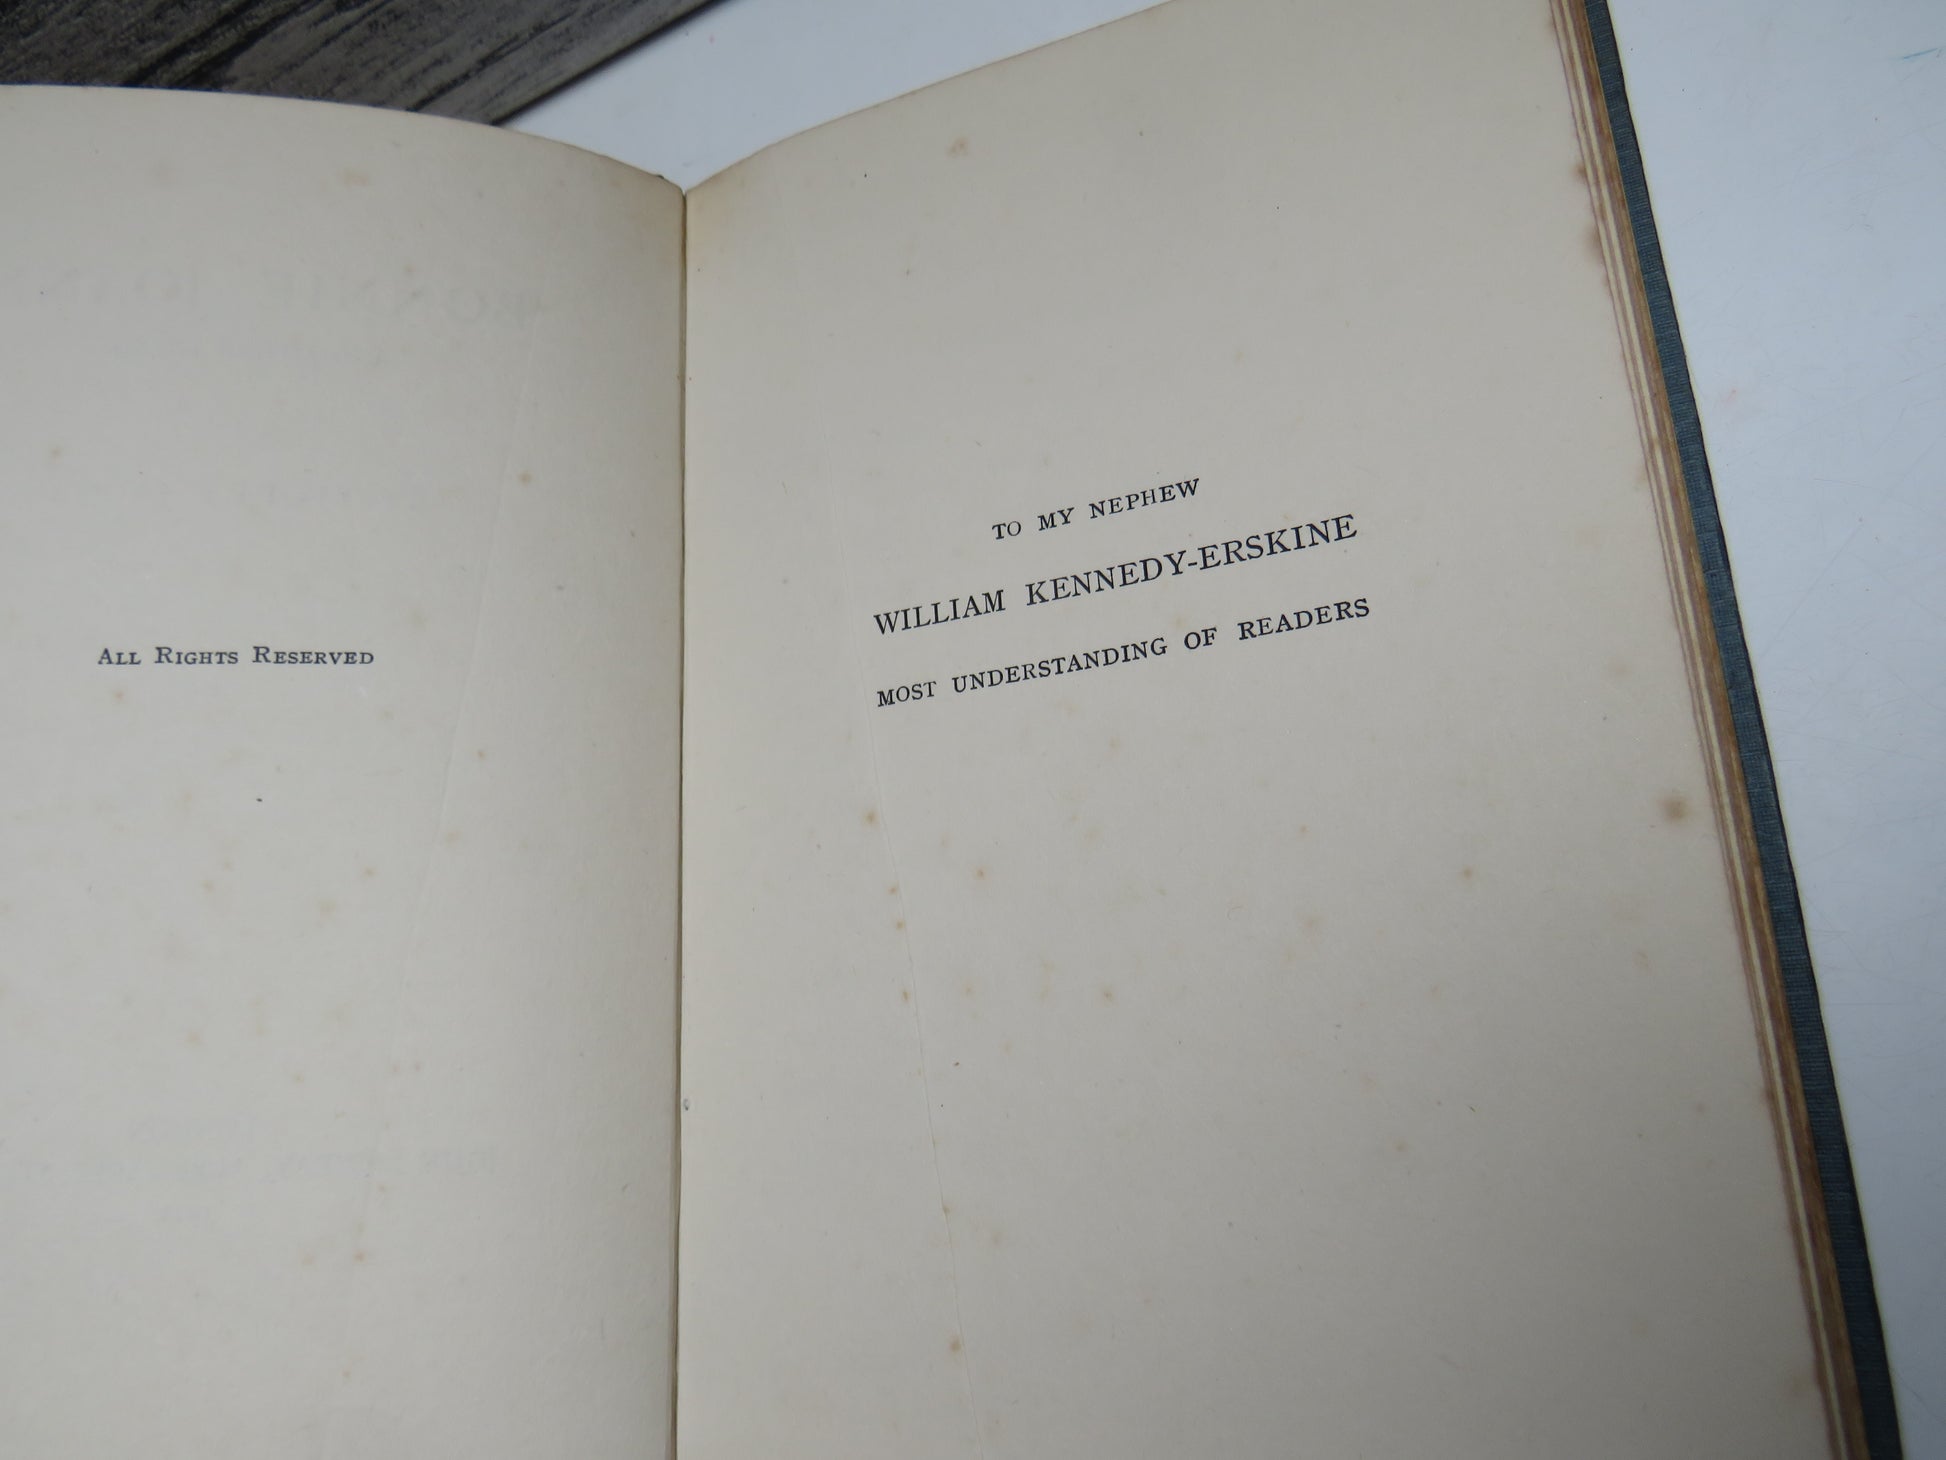 All Rights Reserved
TO MY NEPHEW
WILLIAM KENNEDY-ERSKINE
MOST UNDERSTANDING OF READERS